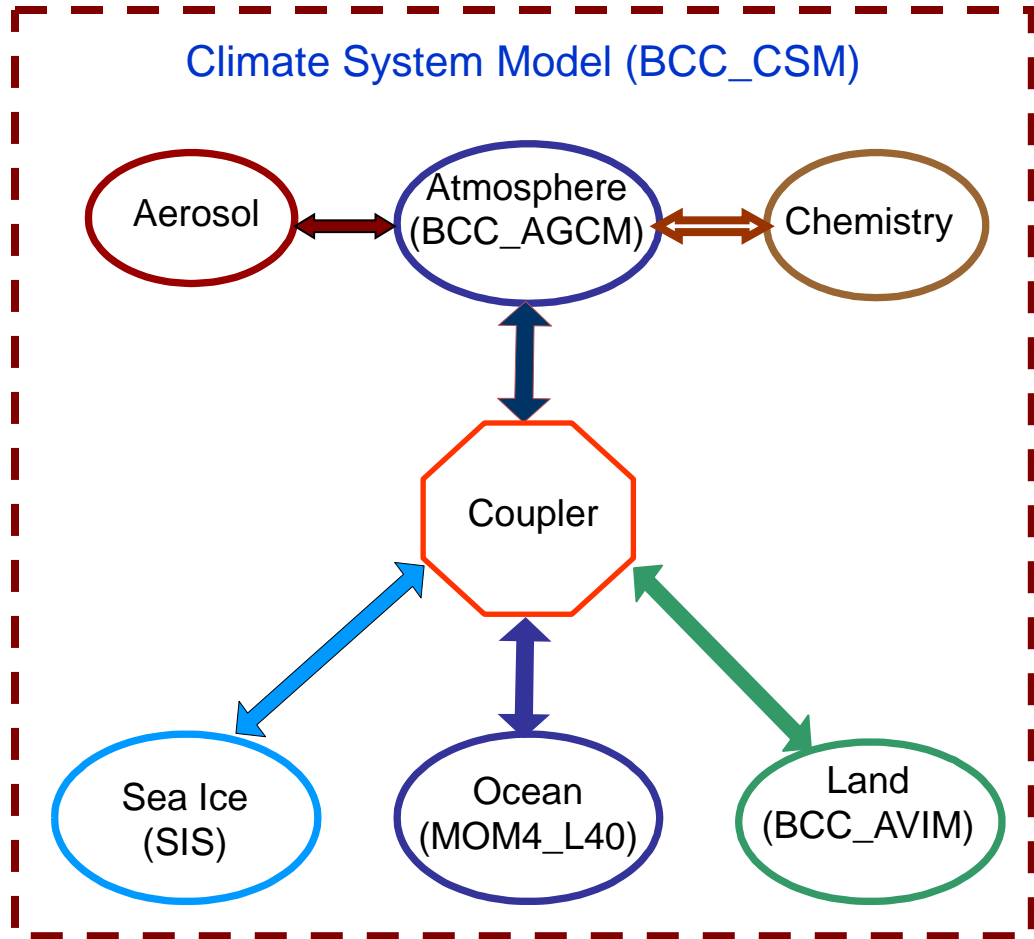 Climate System Model (BCC_CSM)
Aerosol
Atmosphere
(BCC_AGCM)
Chemistry
Coupler
Sea Ice
(SIS)
Ocean
(MOM4_L40)
Land
(BCC_AVIM)